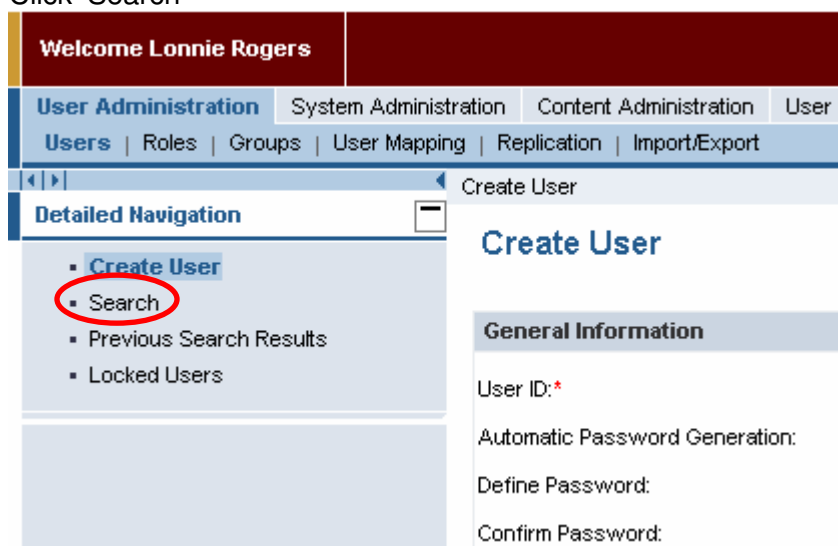 Click "Search"
Welcome Lonnie Rogers
User Administration System Administration Content Administration User
Users | Roles | Groups | User Mapping | Replication | Import/Export
Create User
Detailed Navigation
Create User
▪ Create User
▪ Search
▪ Previous Search Results
▪ Locked Users
General Information
User ID:*
Automatic Password Generation:
Define Password:
Confirm Password: